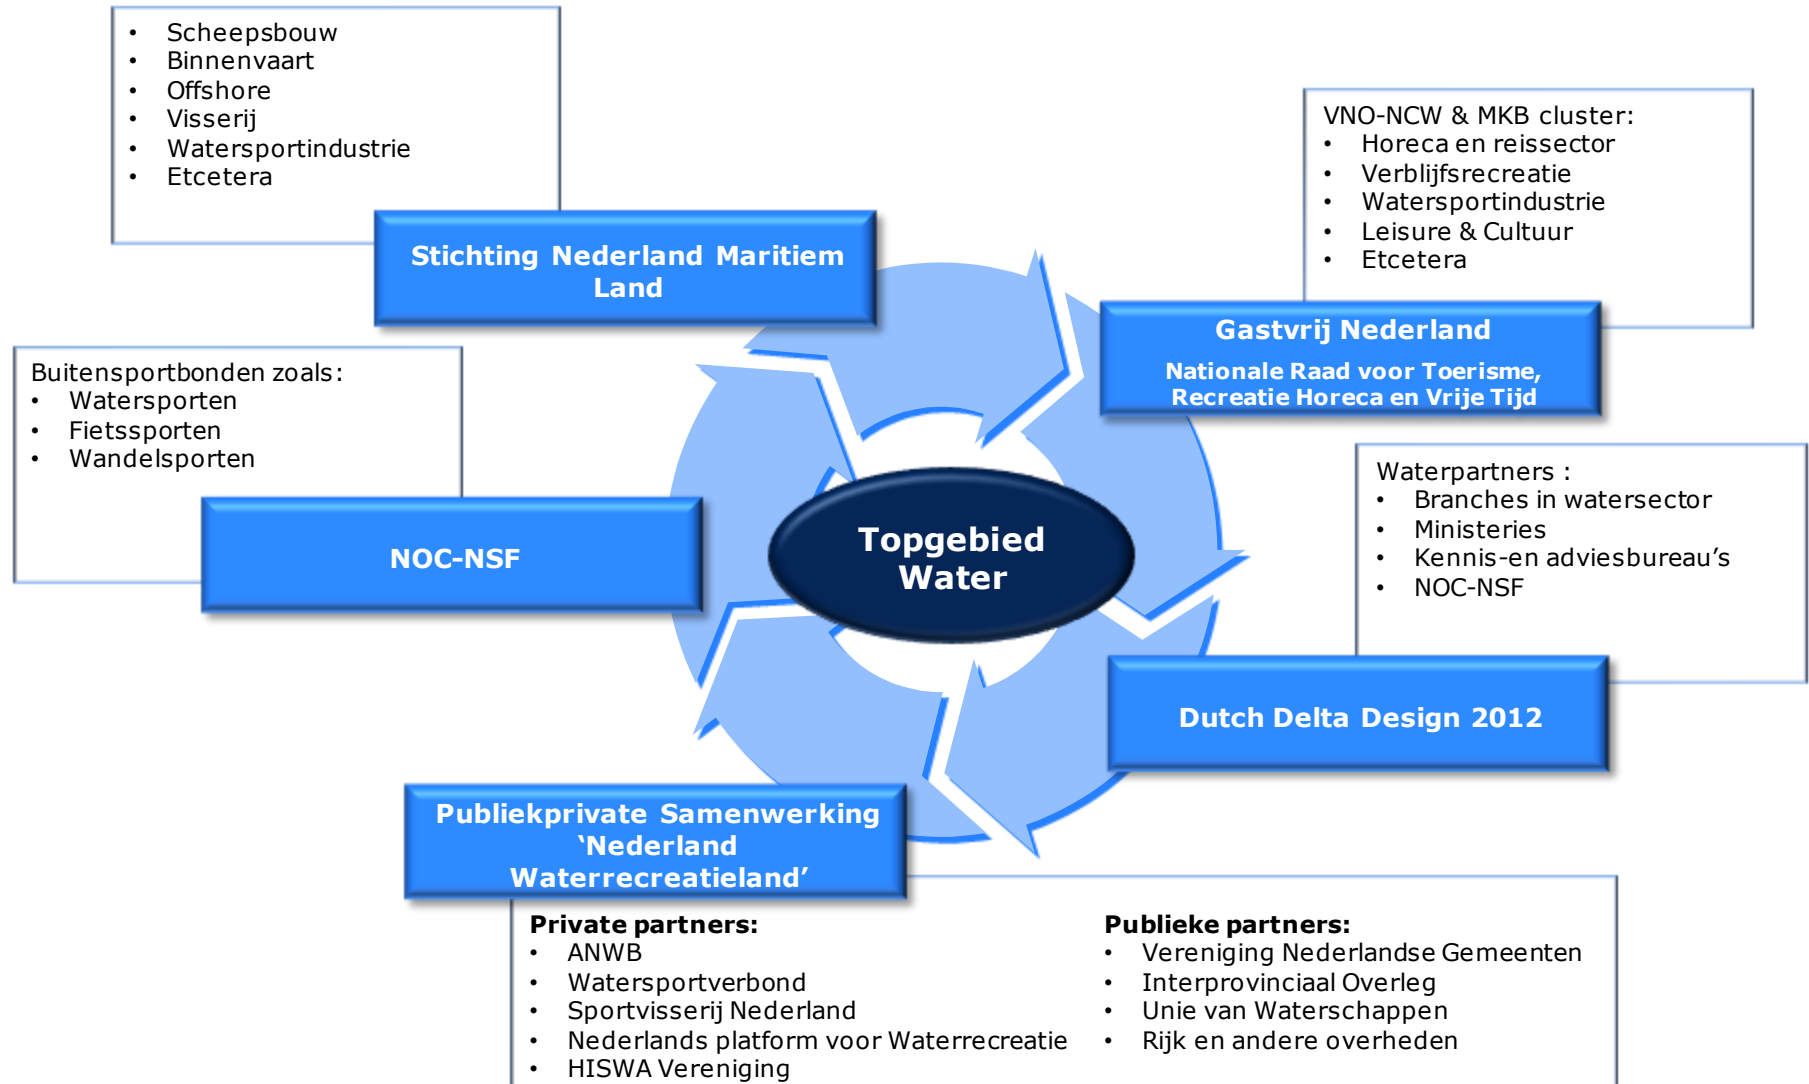 • Scheepsbouw
• Binnenvaart
• Offshore
• Visserij
• Watersportindustrie
• Etcetera
Stichting Nederland Maritiem
Land
VNO-NCW & MKB cluster:
• Horeca en reissector
• Verblijfsrecreatie
• Watersportindustrie
• Leisure & Cultuur
• Etcetera
Gastvrij Nederland
Nationale Raad voor Toerisme,
Recreatie Horeca en Vrije Tijd
Buitensportbonden zoals:
• Watersporten
• Fietssporten
• Wandelsporten
NOC-NSF
Topgebied
Water
Waterpartners :
• Branches in watersector
• Ministeries
• Kennis-en adviesbureau’s
• NOC-NSF
Dutch Delta Design 2012
Publiekprivate Samenwerking
‘Nederland
Waterrecreatieland’
Private partners:
• ANWB
• Watersportverbond
• Sportvisserij Nederland
• Nederlands platform voor Waterrecreatie
• HISWA Vereniging
Publieke partners:
• Vereniging Nederlandse Gemeenten
• Interprovinciaal Overleg
• Unie van Waterschappen
• Rijk en andere overheden